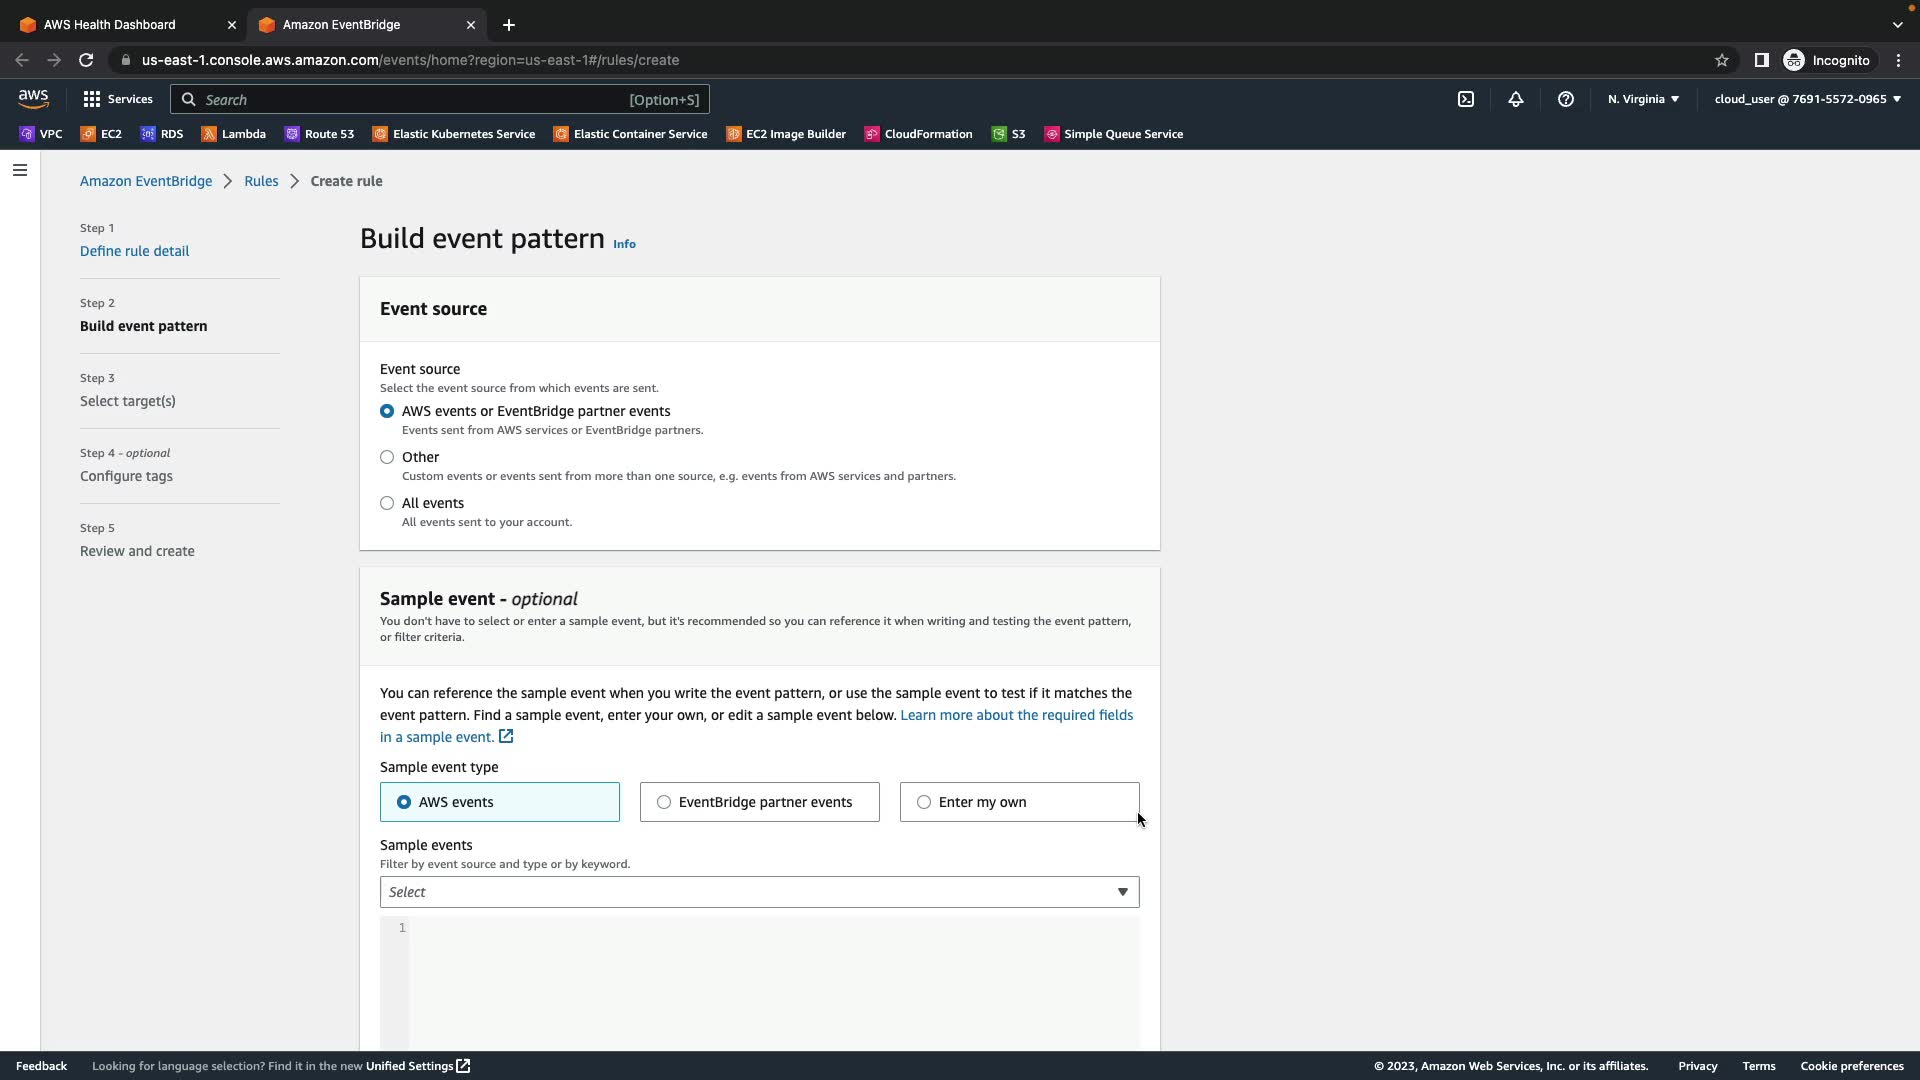 AWS Health Dashboard
Amazon EventBridge
us-east-1.console.aws.amazon.com/events/home?region=us-east-1#/rules/create
Incognito
aws
Services
Search
[Option+S]
N. Virginia
cloud_user @ 7691-5572-0965
VPC
EC2
RDS
Lambda
Route 53
Elastic Kubernetes Service
Elastic Container Service
EC2 Image Builder
CloudFormation
S3
Simple Queue Service
Amazon EventBridge
Rules
Create rule
Step 1
Define rule detail
Step 2
Build event pattern
Step 3
Select target(s)
Step 4 - optional
Configure tags
Step 5
Review and create
Build event pattern Info
Event source
Event source
Select the event source from which events are sent.
AWS events or EventBridge partner events
Events sent from AWS services or EventBridge partners.
Other
Custom events or events sent from more than one source, e.g. events from AWS services and partners.
All events
All events sent to your account.
Sample event - optional
You don't have to select or enter a sample event, but it's recommended so you can reference it when writing and testing the event pattern,
or filter criteria.
You can reference the sample event when you write the event pattern, or use the sample event to test if it matches the
event pattern. Find a sample event, enter your own, or edit a sample event below. Learn more about the required fields
in a sample event.
Sample event type
AWS events
EventBridge partner events
Enter my own
Sample events
Filter by event source and type or by keyword.
Select
1
Feedback
Looking for language selection? Find it in the new Unified Settings
© 2023, Amazon Web Services, Inc. or its affiliates.
Privacy
Terms
Cookie preferences